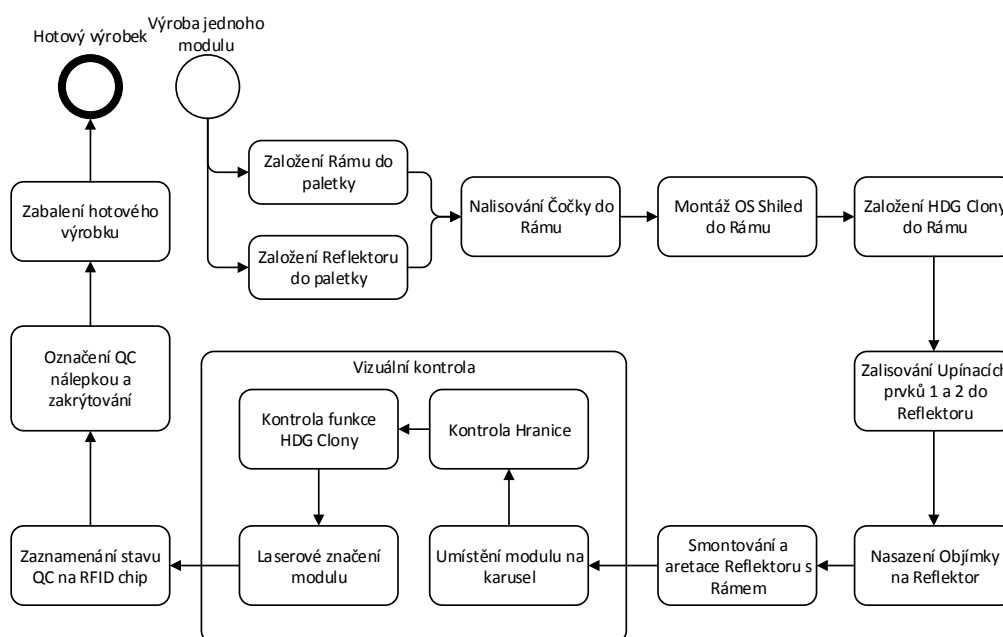 Hotový výrobek
Výroba jednoho
modulu
Založení Rámu do
paletky
Založení Reflektoru
do paletky
Nalisování Čočky do
Rámu
Montáž OS Shiled
do Rámu
Založení HDG Clony
do Rámu
Zalisování Upínacích
prvků 1 a 2 do
Reflektoru
Nasazení Objímky
na Reflektor
Smontování a
aretace Reflektoru s
Rámem
Vizuální kontrola
Umístění modulu na
karusel
Kontrola Hranice
Kontrola funkce
HDG Clony
Laserové značení
modulu
Zaznamenání stavu
QC na RFID chip
Označení QC
nálepkou a
zakrýtování
Zabalení hotového
výrobku